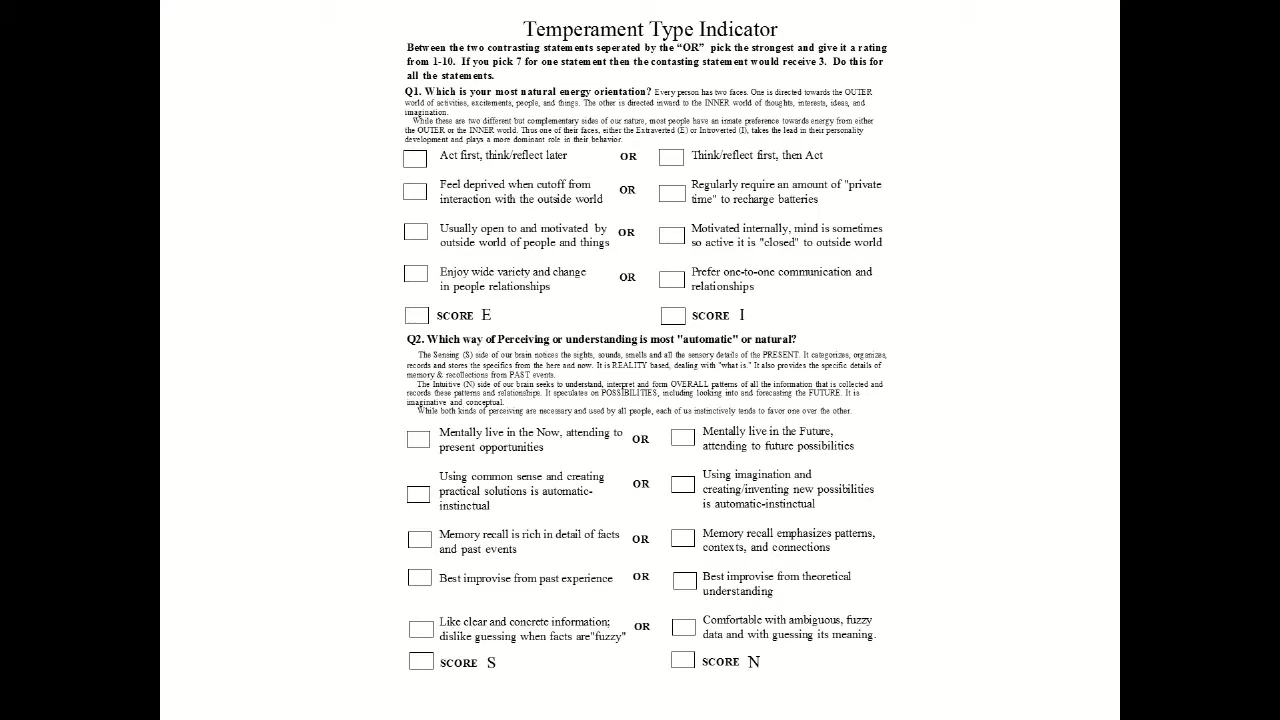 Temperament Type Indicator
Between the two contrasting statements seperated by the “OR” pick the strongest and give it a rating
from 1-10. If you pick 7 for one statement then the contasting statement would receive 3. Do this for
all the statements.
Q1. Which is your most natural energy orientation? Every person has two faces. One is directed towards the OUTER
world of activities, excitements, people, and things. The other is directed inward to the INNER world of thoughts, interests, ideas, and
imagination.
While these are two different but complementary sides of our nature, most people have an innate preference towards energy from either
the OUTER or the INNER world. Thus one of their faces, either the Extraverted (E) or Introverted (I), takes the lead in their personality
development and plays a more dominant role in their behavior.
Act first, think/reflect later OR Think/reflect first, then Act
Feel deprived when cutoff from OR Regularly require an amount of "private
interaction with the outside world time" to recharge batteries
Usually open to and motivated by OR Motivated internally, mind is sometimes
outside world of people and things so active it is "closed" to outside world
Enjoy wide variety and change OR Prefer one-to-one communication and
in people relationships relationships
SCORE E SCORE I
Q2. Which way of Perceiving or understanding is most "automatic" or natural?
The Sensing (S) side of our brain notices the sights, sounds, smells and all the sensory details of the PRESENT. It categorizes, organizes,
records and stores the specifics from the here and now. It is REALITY based, dealing with "what is." It also provides the specific details of
memory & recollections from PAST events.
The Intuitive (N) side of our brain seeks to understand, interpret and form OVERALL patterns of all the information that is collected and
records these patterns and relationships. It speculates on POSSIBILITIES, including looking into and forecasting the FUTURE. It is
imaginative and conceptual.
While both kinds of perceiving are necessary and used by all people, each of us instinctively tends to favor one over the other.
Mentally live in the Now, attending to OR Mentally live in the Future,
present opportunities attending to future possibilities
Using common sense and creating OR Using imagination and
practical solutions is automatic- creating/inventing new possibilities
instinctual is automatic-instinctual
Memory recall is rich in detail of facts OR Memory recall emphasizes patterns,
and past events contexts, and connections
Best improvise from past experience OR Best improvise from theoretical
understanding
Like clear and concrete information; OR Comfortable with ambiguous, fuzzy
dislike guessing when facts are"fuzzy" data and with guessing its meaning.
SCORE S SCORE N